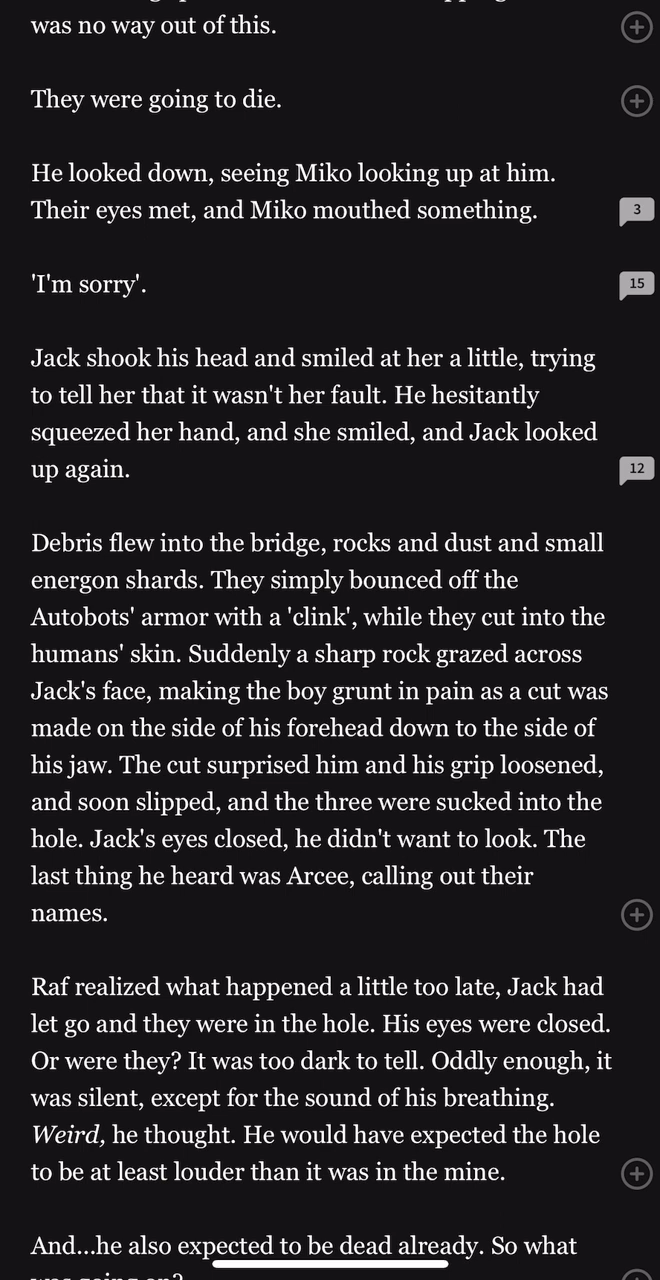 was no way out of this.
They were going to die.
He looked down, seeing Miko looking up at him.
Their eyes met, and Miko mouthed something.
3
'I'm sorry'.
15
Jack shook his head and smiled at her a little, trying
to tell her that it wasn't her fault. He hesitantly
squeezed her hand, and she smiled, and Jack looked
up again.
12
Debris flew into the bridge, rocks and dust and small
energon shards. They simply bounced off the
Autobots' armor with a 'clink', while they cut into the
humans' skin. Suddenly a sharp rock grazed across
Jack's face, making the boy grunt in pain as a cut was
made on the side of his forehead down to the side of
his jaw. The cut surprised him and his grip loosened,
and soon slipped, and the three were sucked into the
hole. Jack's eyes closed, he didn't want to look. The
last thing he heard was Arcee, calling out their
names.
Raf realized what happened a little too late, Jack had
let go and they were in the hole. His eyes were closed.
Or were they? It was too dark to tell. Oddly enough, it
was silent, except for the sound of his breathing.
Weird, he thought. He would have expected the hole
to be at least louder than it was in the mine.
And...he also expected to be dead already. So what
was going on?